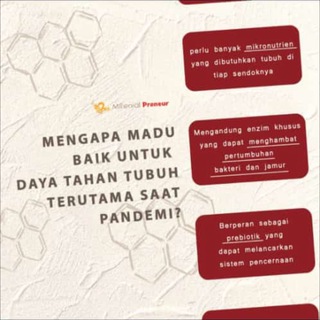 Millennial Preneur
MENGAPA MADU
BAIK UNTUK
DAYA TAHAN TUBUH
TERUTAMA SAAT
PANDEMI?
perlu banyak mikronutrien
yang dibutuhkan tubuh di
tiap sendoknya
Mengandung enzim khusus
yang dapat menghambat
pertumbuhan
bakteri dan jamur
Berperan sebagai
prebiotik yang
dapat melancarkan
sistem pencernaan